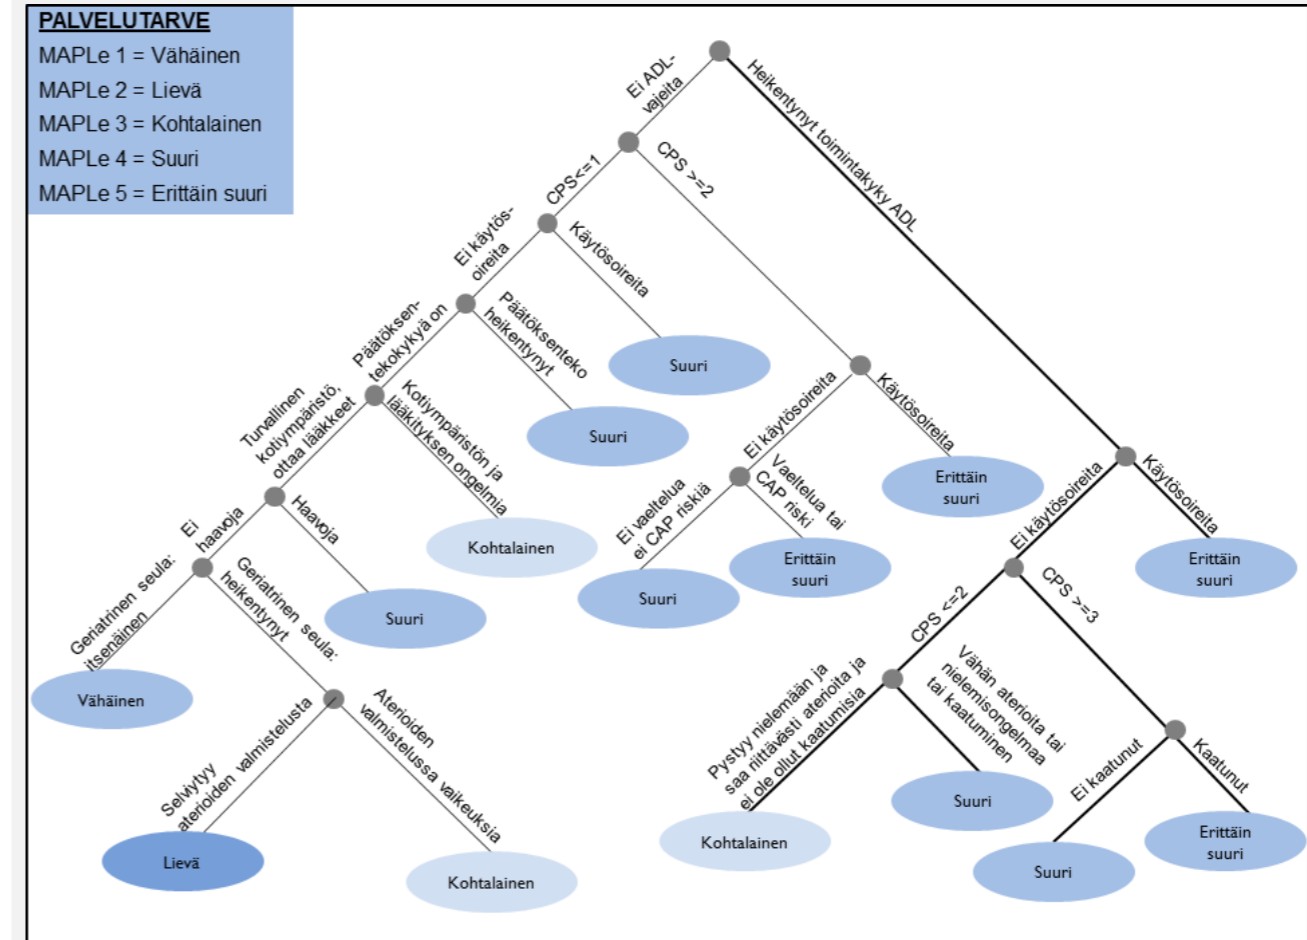 PALVELUTARVE
MAPLe 1 = Vähäinen
MAPLe 2 = Lievä
MAPLe 3 = Kohtalainen
MAPLe 4 = Suuri
MAPLe 5 = Erittäin suuri
Ei ADL-
vajeita
Heikentynyt toimintakyky ADL
CPS<=1
CPS >=2
Ei käytös-
oireita
Käytösoireita
Suuri
Päätöksen-
tekokykyä on
Päätöksenteko
heikentynyt
Suuri
Turvallinen
kotiympäristö,
ottaa lääkkeet
Kotiympäristön ja
lääkityksen ongelmia
Kohtalainen
Ei
haavoja
Haavoja
Suuri
Geriatrinen seula:
itsenäinen
Vähäinen
Geriatrinen seula:
heikentynyt
Selviytyy
aterioiden valmistelusta
Lievä
Aterioiden
valmistelussa vaikeuksia
Kohtalainen
Ei käytösoireita
Käytösoireita
Erittäin
suuri
Ei vaeltelua
ei CAP riskiä
Suuri
Vaeltelua tai
CAP riski
Erittäin
suuri
Ei käytösoireita
Käytösoireita
Erittäin
suuri
CPS <=2
CPS >=3
Pystyy nielemään ja
saa riittävästi aterioita ja
ei ole ollut kaatumisia
Kohtalainen
Vähän aterioita tai
nielemisongelmaa
tai kaatuminen
Suuri
Ei kaatunut
Suuri
Kaatunut
Erittäin
suuri